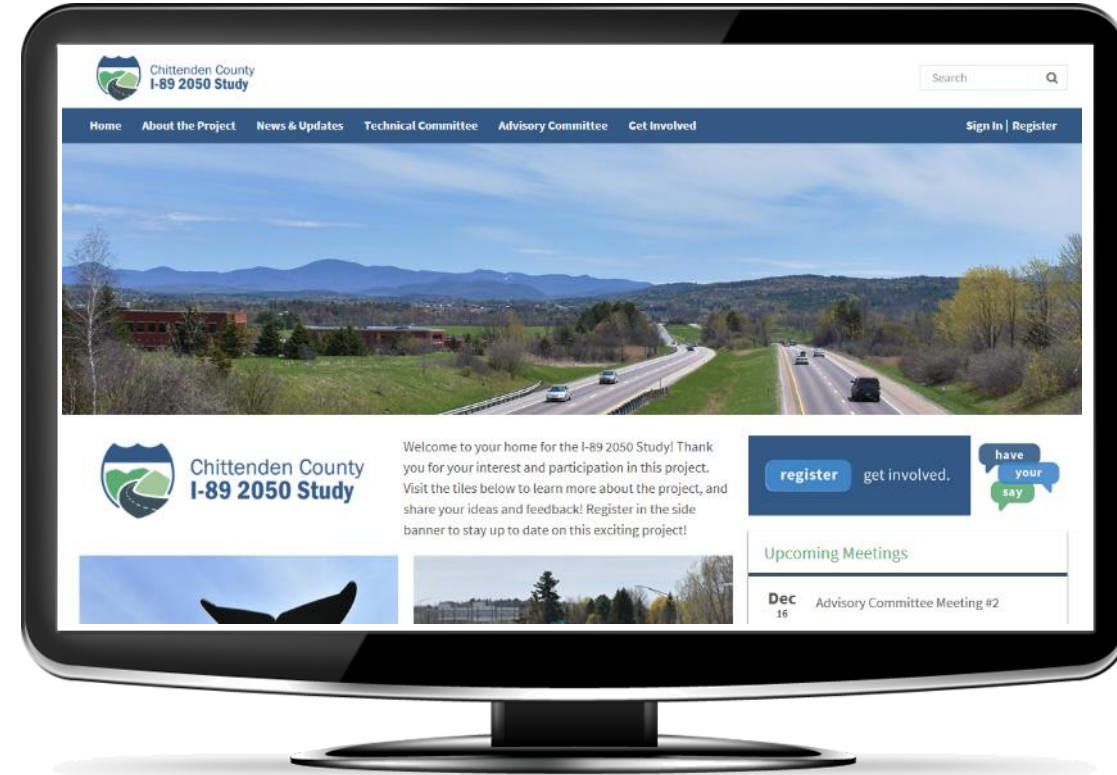 Chittenden County
I-89 2050 Study
Search
Home About the Project News & Updates Technical Committee Advisory Committee Get Involved Sign In | Register
Chittenden County
I-89 2050 Study
Welcome to your home for the I-89 2050 Study! Thank
you for your interest and participation in this project.
Visit the tiles below to learn more about the project, and
share your ideas and feedback! Register in the side
banner to stay up to date on this exciting project!
register get involved.
have
your
say
Upcoming Meetings
Dec
16
Advisory Committee Meeting #2